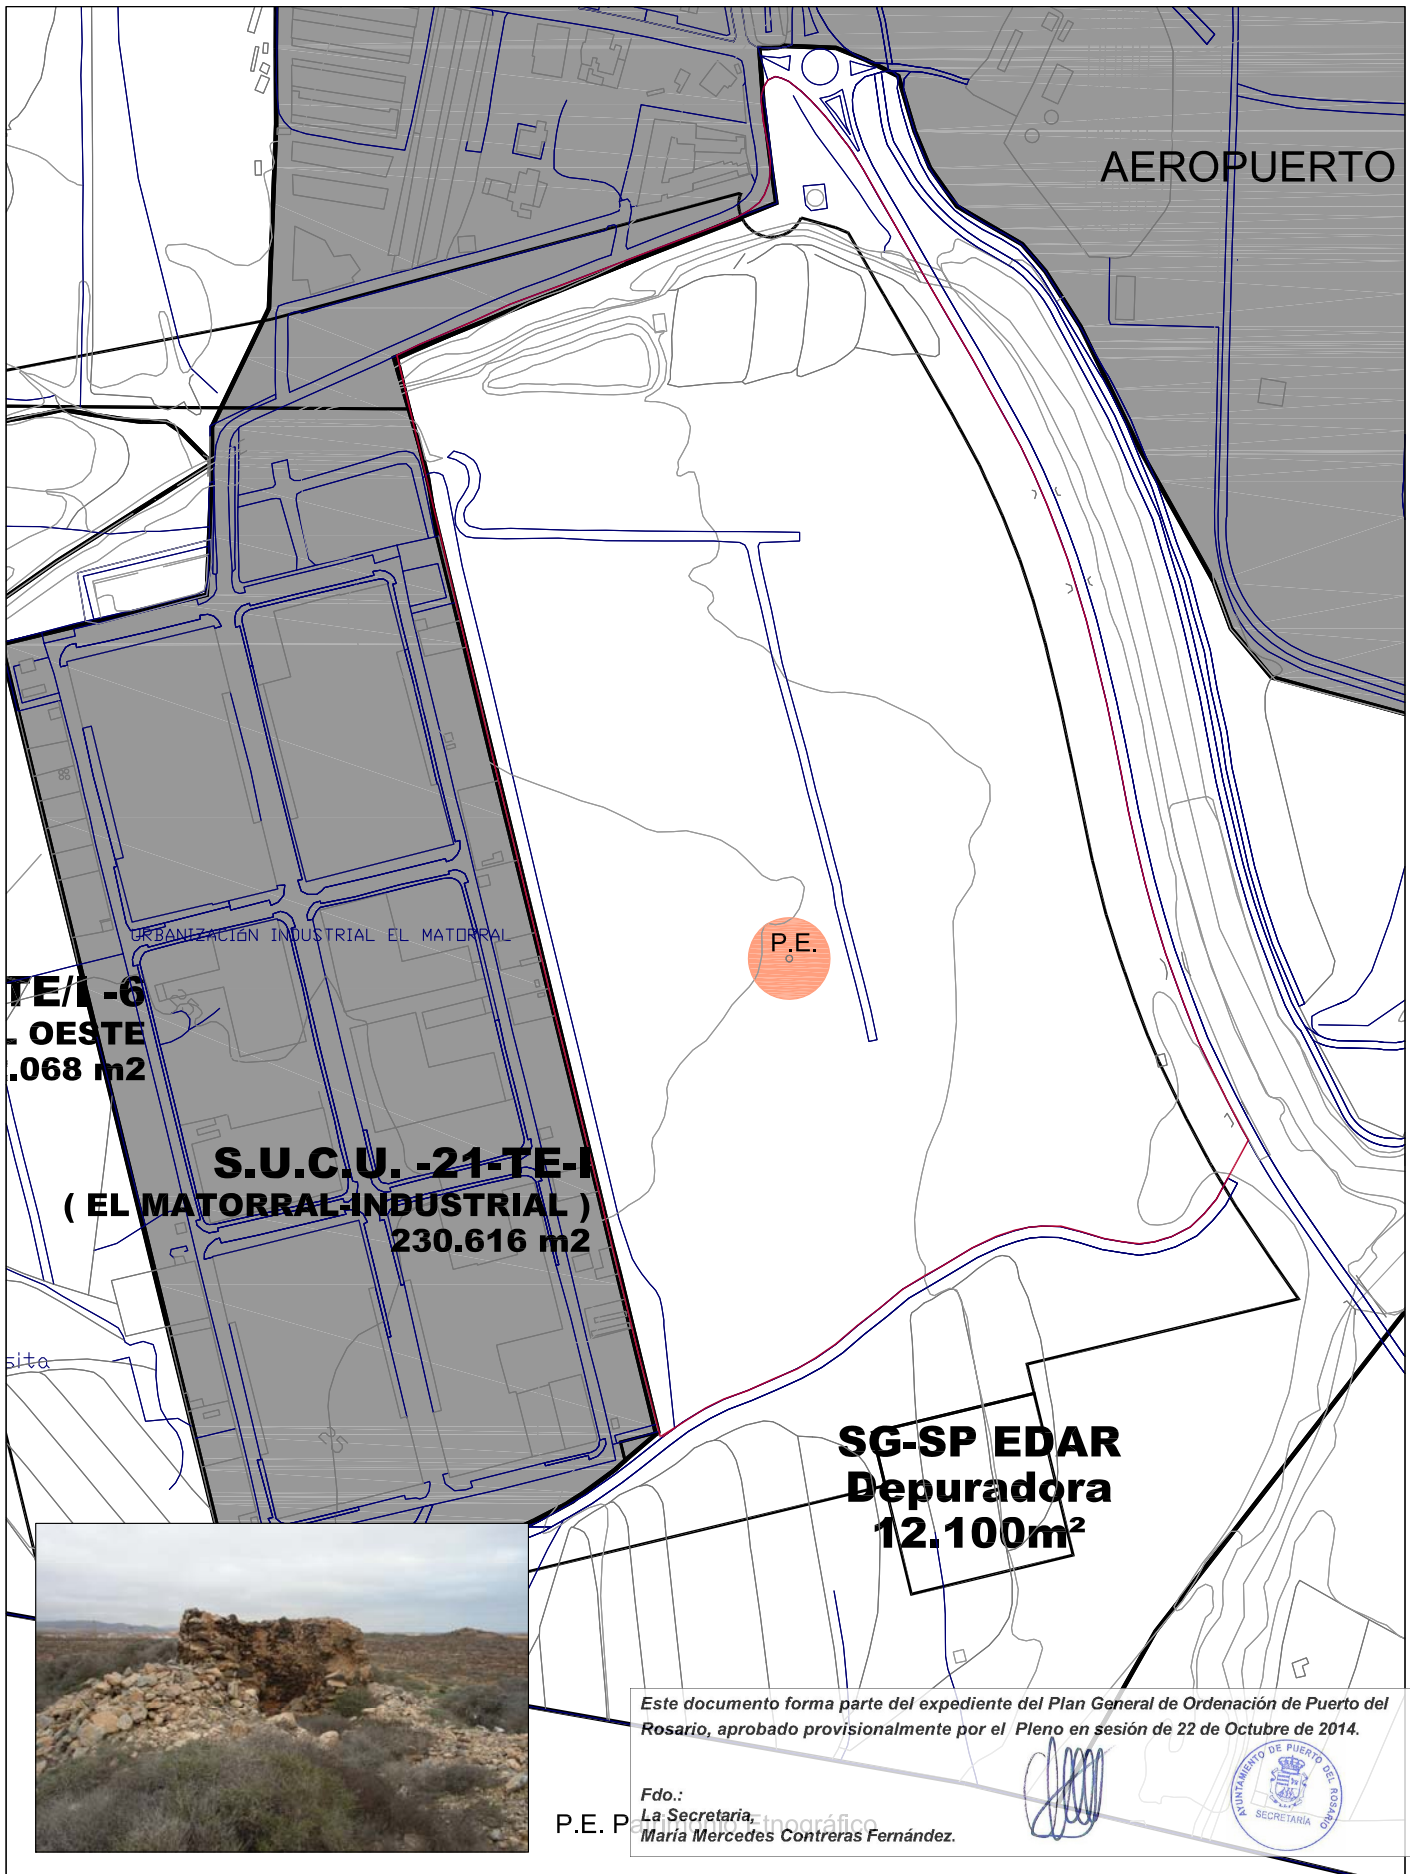 AEROPUERTO
P.E.
URBANIZACIÓN INDUSTRIAL EL MATORRAL
-6
OESTE
.068 m2
S.U.C.U. -21-TE-I
( EL MATORRAL-INDUSTRIAL )
230.616 m2
sita
25
SG-SP EDAR
Depuradora
12.100m²
Este documento forma parte del expediente del Plan General de Ordenación de Puerto del
Rosario, aprobado provisionalmente por el Pleno en sesión de 22 de Octubre de 2014.
Fdo.:
La Secretaria,
María Mercedes Contreras Fernández.
P.E. Patrimonio Etnográfico
AYUNTAMIENTO DE PUERTO DEL ROSARIO
SECRETARÍA